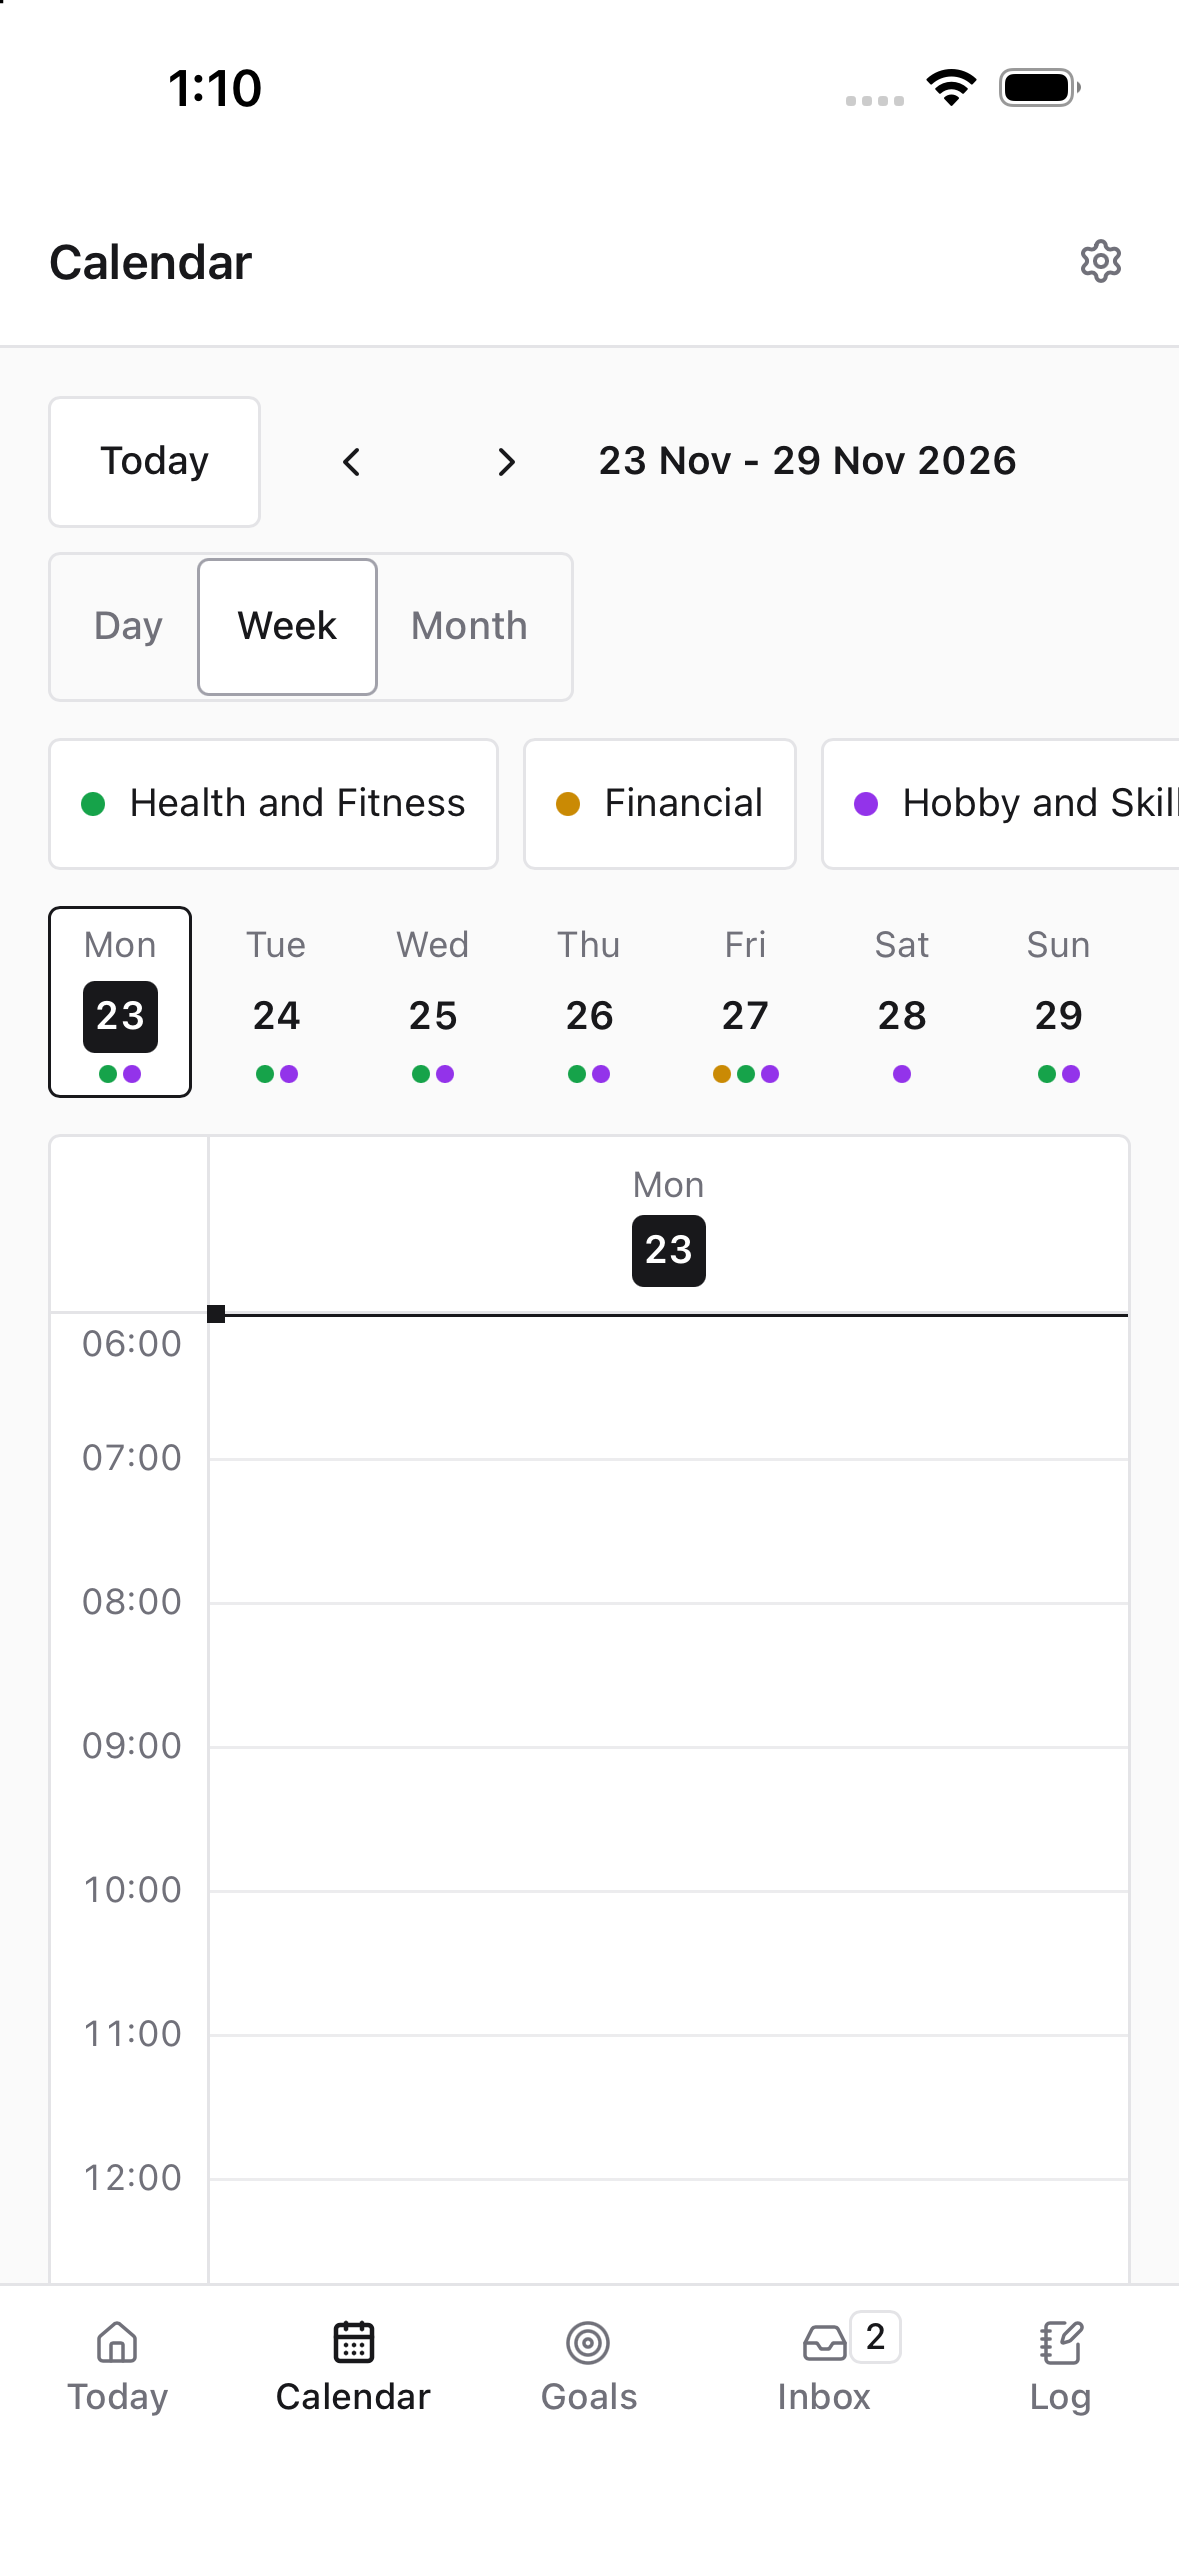 1:10
Calendar
Today 23 Nov - 29 Nov 2026
Day Week Month
Health and Fitness Financial Hobby and Skill
Mon Tue Wed Thu Fri Sat Sun
23 24 25 26 27 28 29
Mon
23
06:00
07:00
08:00
09:00
10:00
11:00
12:00
2
Today Calendar Goals Inbox Log